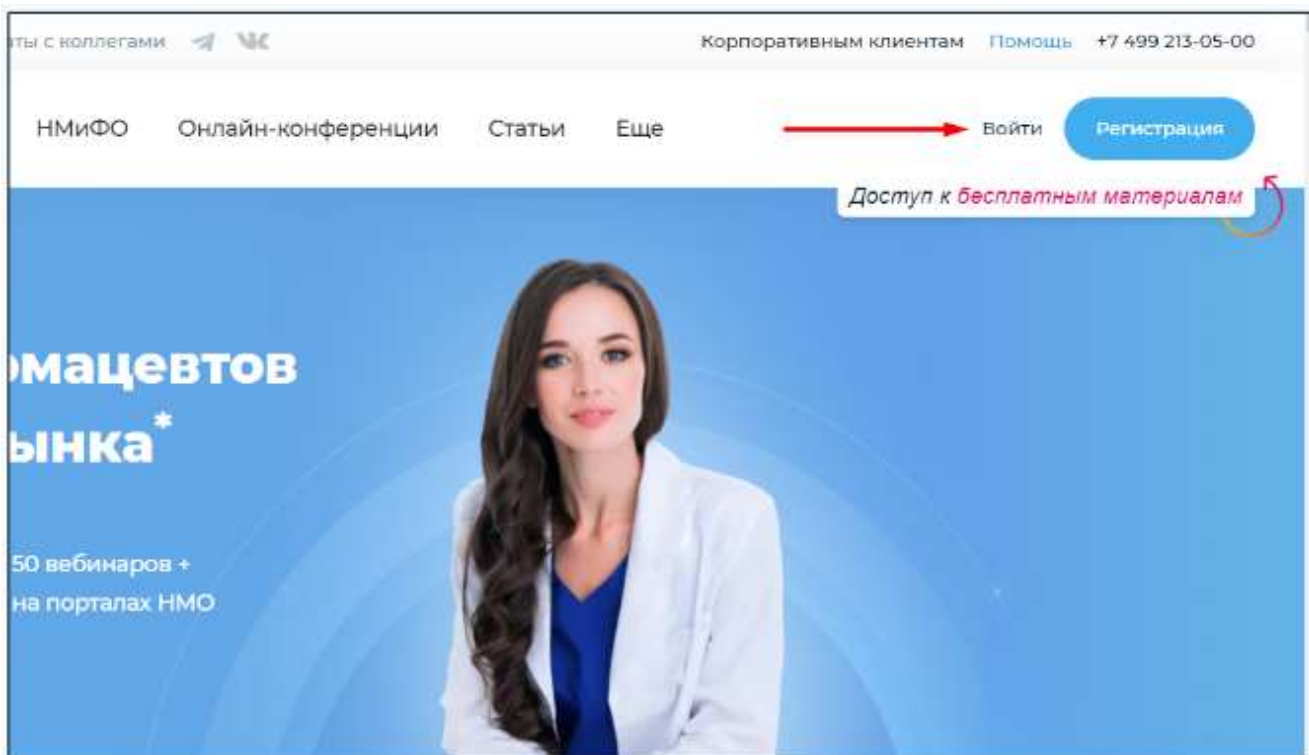 ты с коллегами
Корпоративным клиентам Помощь +7 499 213-05-00
НМиФО Онлайн-конференции Статьи Еще Войти Регистрация
Доступ к бесплатным материалам
мацевтов
ынка*
50 вебинаров +
на порталах НМО